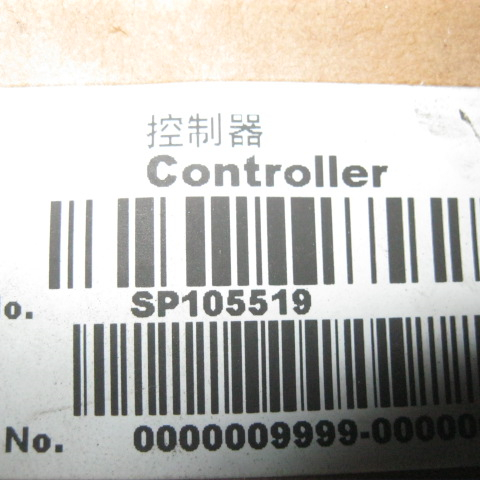 控制器
Controller
o. SP105519
No. 0000009999-00000